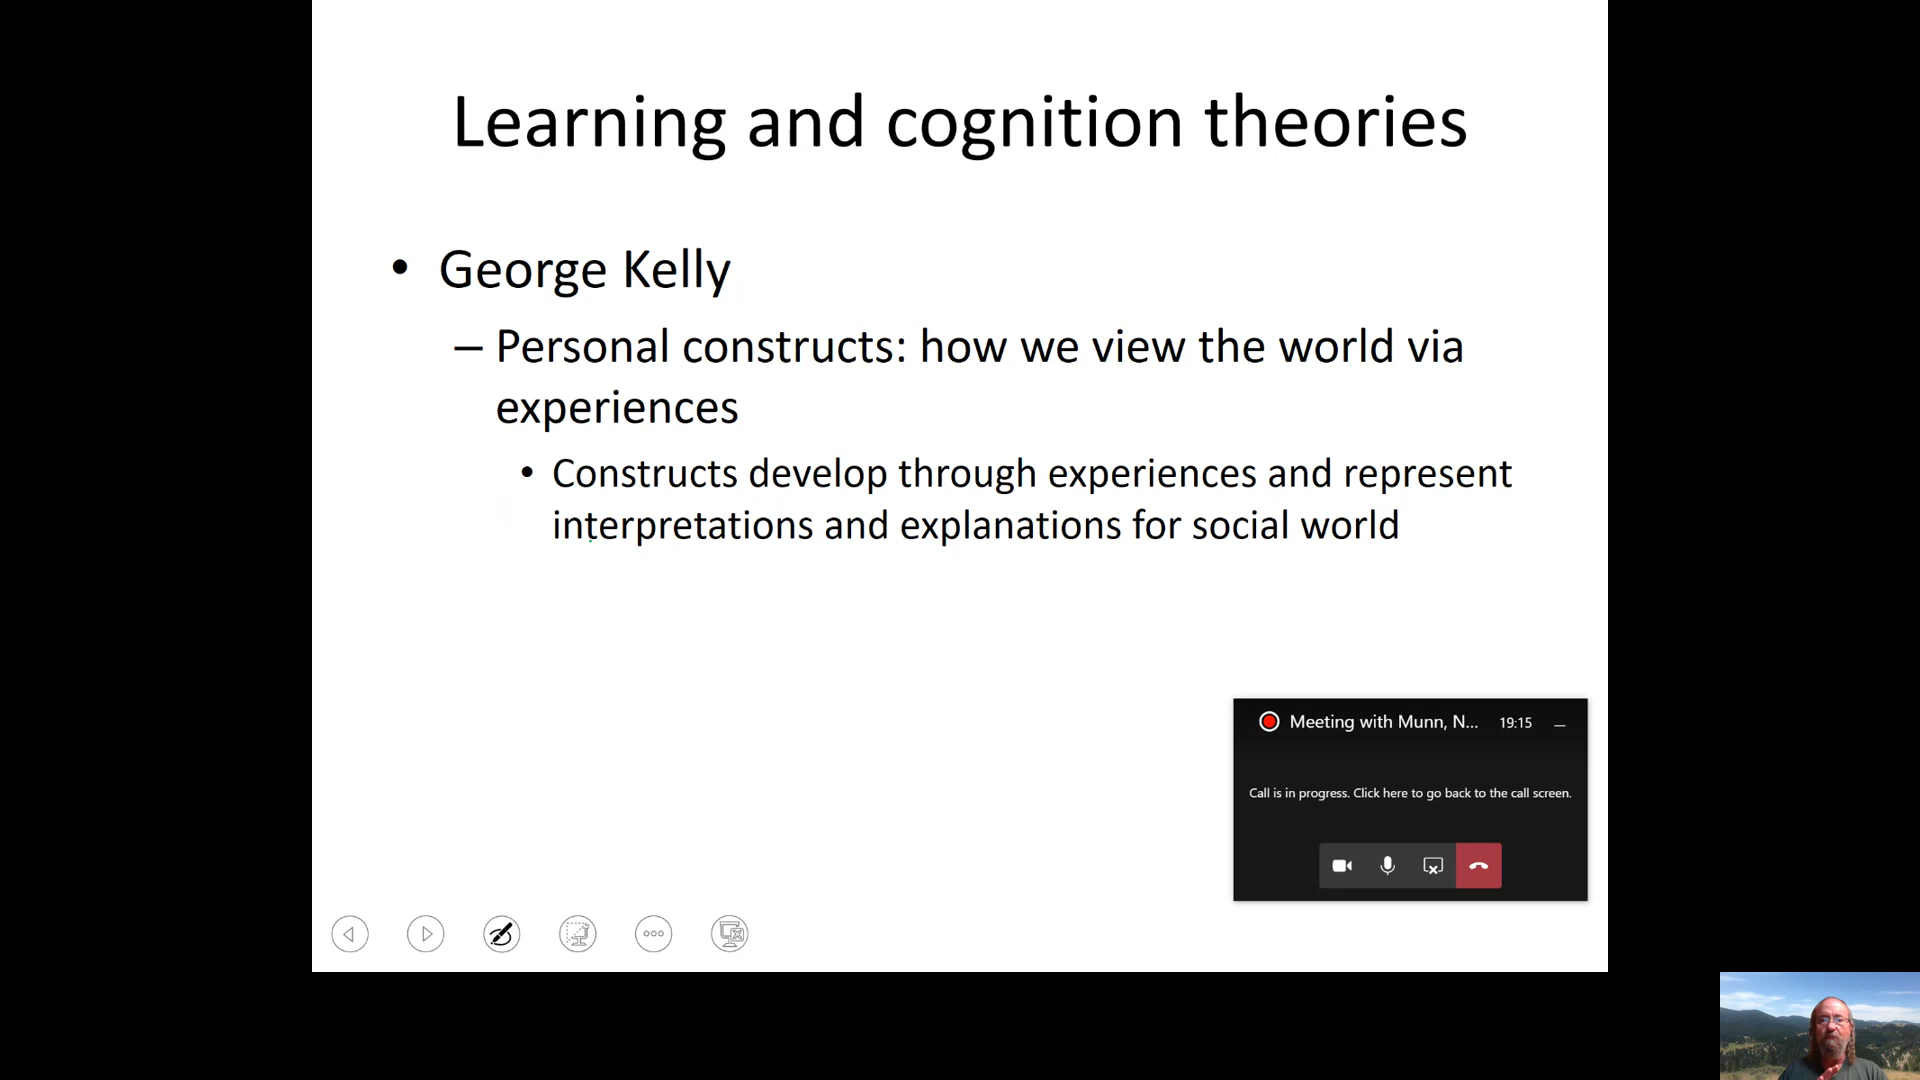 Learning and cognition theories
• George Kelly
– Personal constructs: how we view the world via
experiences
• Constructs develop through experiences and represent
interpretations and explanations for social world
Meeting with Munn, N... 19:15
Call is in progress. Click here to go back to the call screen.